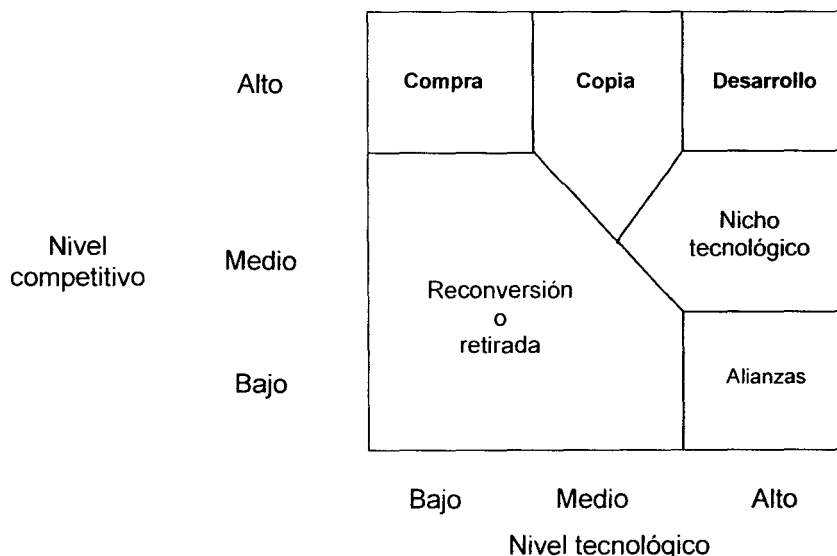 Alto
Compra
Copia
Desarrollo
Nivel
competitivo
Medio
Nicho
tecnológico
Reconversión
o
retirada
Bajo
Alianzas
Bajo
Medio
Alto
Nivel tecnológico